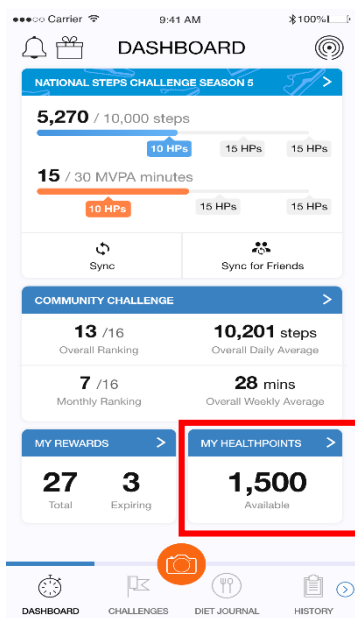 Carrier 9:41 AM 100%
DASHBOARD
NATIONAL STEPS CHALLENGE SEASON 5 >
5,270 / 10,000 steps
10 HPs 15 HPs 15 HPs
15 / 30 MVPA minutes
10 HPs 15 HPs 15 HPs
Sync Sync for Friends
COMMUNITY CHALLENGE >
13 /16 10,201 steps
Overall Ranking Overall Daily Average
7 /16 28 mins
Monthly Ranking Overall Weekly Average
MY REWARDS > MY HEALTHPOINTS >
27 3 1,500
Total Expiring Available
DASHBOARD CHALLENGES DIET JOURNAL HISTORY